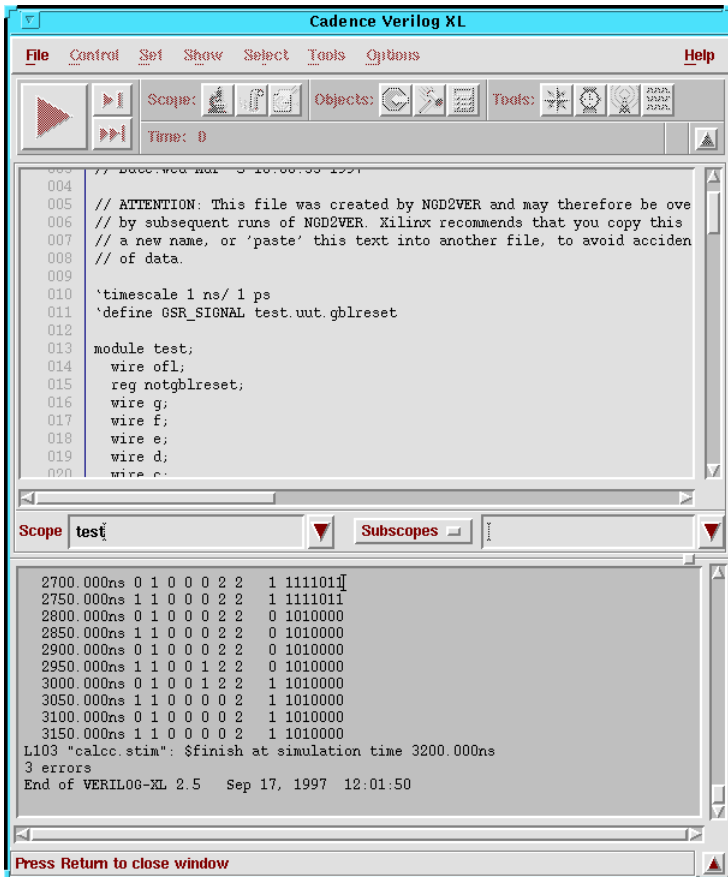 Cadence Verilog XL
File Control Set Show Select Tools Options Help
Scope: Objects: Tools:
Time: 0
003 // Date:Wed Mar
004
005 // ATTENTION: This file was created by NGD2VER and may therefore be ove
006 // by subsequent runs of NGD2VER. Xilinx recommends that you copy this
007 // a new name, or 'paste' this text into another file, to avoid acciden
008 // of data.
009
010 `timescale 1 ns/ 1 ps
011 `define GSR_SIGNAL test.uut.gblreset
012
013 module test;
014 wire ofl;
015 reg notgblreset;
016 wire g;
017 wire f;
018 wire e;
019 wire d;
020 wire c;
Scope test Subscopes
2700.000ns 0 1 0 0 0 2 2 1 1111011
2750.000ns 1 1 0 0 0 2 2 1 1111011
2800.000ns 0 1 0 0 0 2 2 0 1010000
2850.000ns 1 1 0 0 0 2 2 0 1010000
2900.000ns 0 1 0 0 0 2 2 0 1010000
2950.000ns 1 1 0 0 1 2 2 0 1010000
3000.000ns 0 1 0 0 1 2 2 1 1010000
3050.000ns 1 1 0 0 0 2 2 1 1010000
3100.000ns 0 1 0 0 0 2 2 1 1010000
3150.000ns 1 1 0 0 0 2 2 1 1010000
L103 "calcc.stim": $finish at simulation time 3200.000ns
3 errors
End of VERILOG-XL 2.5 Sep 17, 1997 12:01:50
Press Return to close window